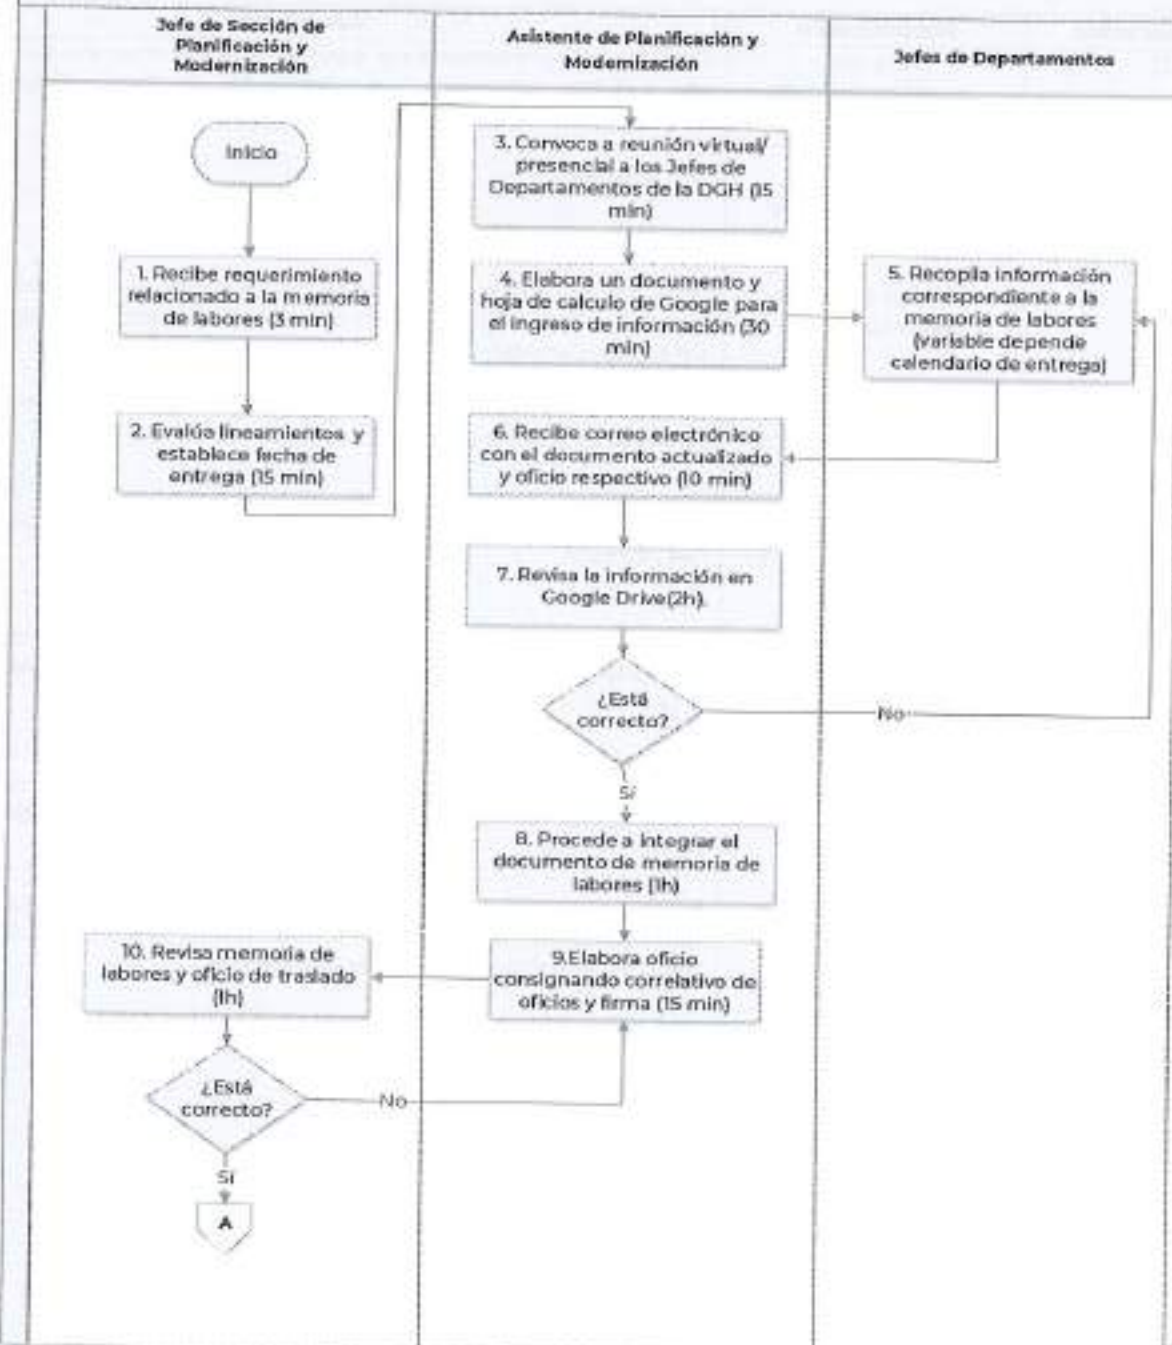 Jefe de Sección de
Planificación y
Modernización
Asistente de Planificación y
Modernización
Jefes de Departamentos
Inicio
1. Recibe requerimiento
relacionado a la memoria
de labores (3 min)
2. Evalúa lineamientos y
establece fecha de
entrega (15 min)
3. Convoca a reunión virtual/
presencial a los Jefes de
Departamentos de la DGH (15
min)
4. Elabora un documento y
hoja de calculo de Google para
el ingreso de información (30
min)
5. Recopila información
correspondiente a la
memoria de labores
(variable depende
calendario de entrega)
6. Recibe correo electrónico
con el documento actualizado
y oficio respectivo (10 min)
7. Revisa la información en
Google Drive(2h).
¿Está
correcto?
No
Sí
8. Procede a integrar el
documento de memoria de
labores (1h)
9.Elabora oficio
consignando correlativo de
oficios y firma (15 min)
10. Revisa memoria de
labores y oficio de traslado
(1h)
¿Está
correcto?
No
Sí
A